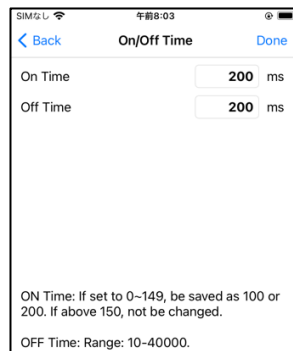 SIMなし 午前8:03
Back On/Off Time Done
On Time 200 ms
Off Time 200 ms
ON Time: If set to 0~149, be saved as 100 or
200. If above 150, not be changed.
OFF Time: Range: 10-40000.